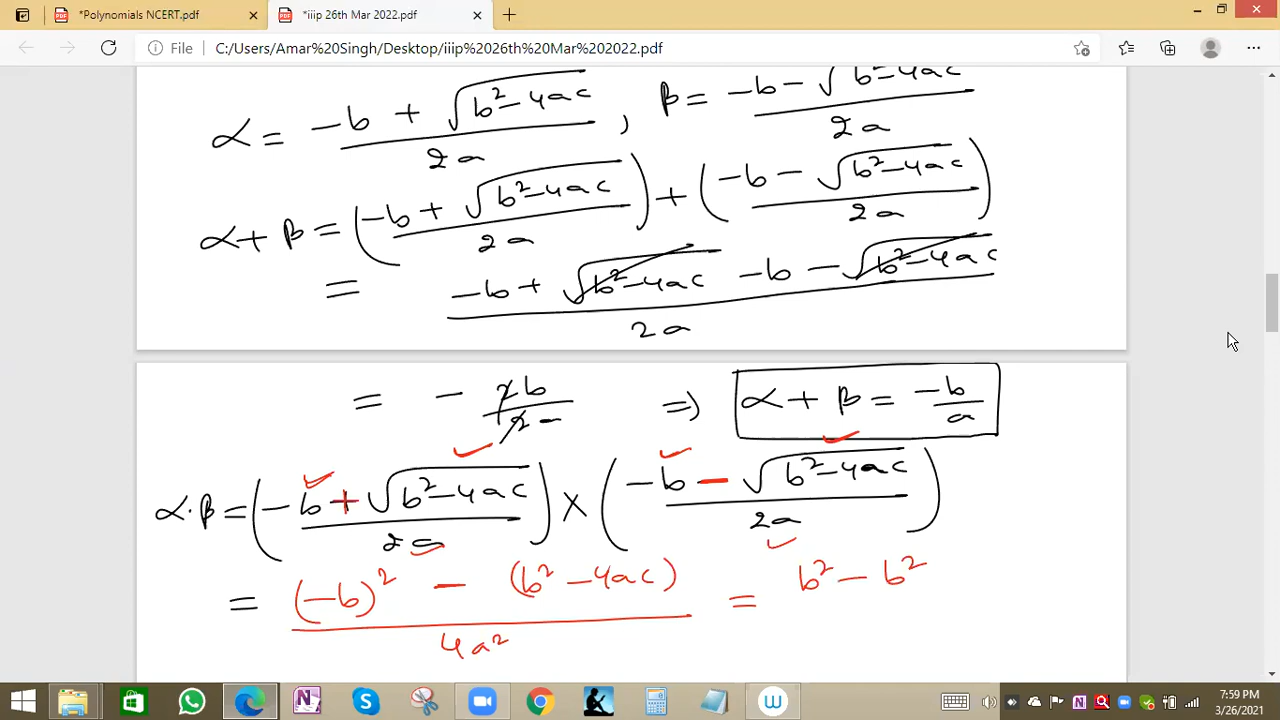 *Polynomials NCERT.pdf
*iiip 26th Mar 2022.pdf
File C:/Users/Amar%20Singh/Desktop/iiip%2026th%20Mar%202022.pdf
α = (-b + √(b²-4ac))/2a , β = (-b - √(b²-4ac))/2a
α + β = ((-b + √(b²-4ac))/2a) + ((-b - √(b²-4ac))/2a)
= (-b + √(b²-4ac) - b - √(b²-4ac))/2a
= - 2b/2a => α + β = -b/a
α·β = ((-b + √(b²-4ac))/2a) × ((-b - √(b²-4ac))/2a)
= ((-b)² - (b²-4ac))/4a² = b² - b²
7:59 PM
3/26/2021